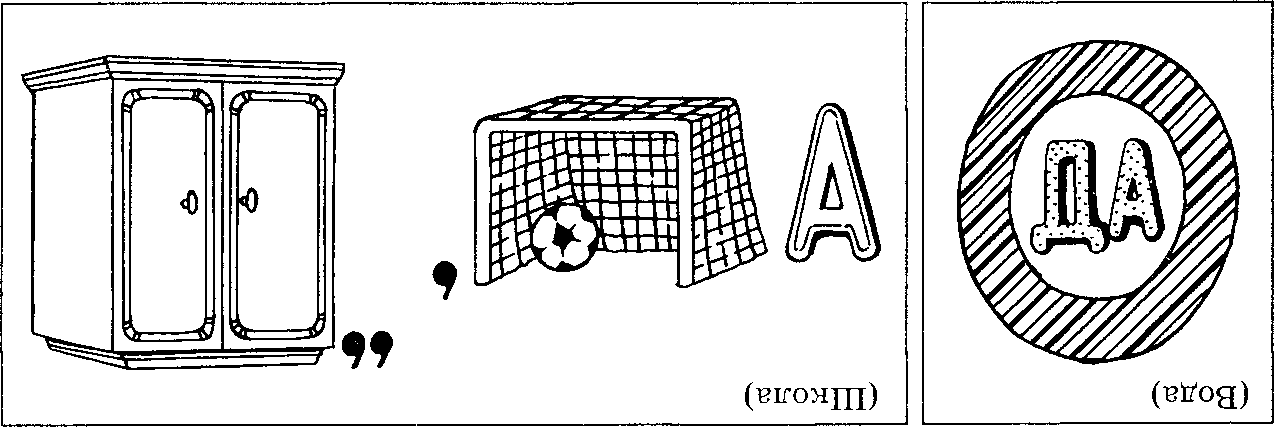 ,, , А
(Школа)
ДА
(Вода)